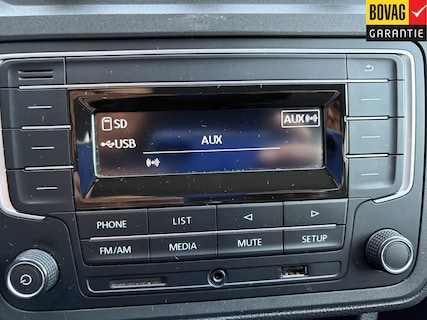 BOVAG
GARANTIE
SD
AUX
USB
AUX
PHONE
LIST
FM/AM
MEDIA
MUTE
SETUP